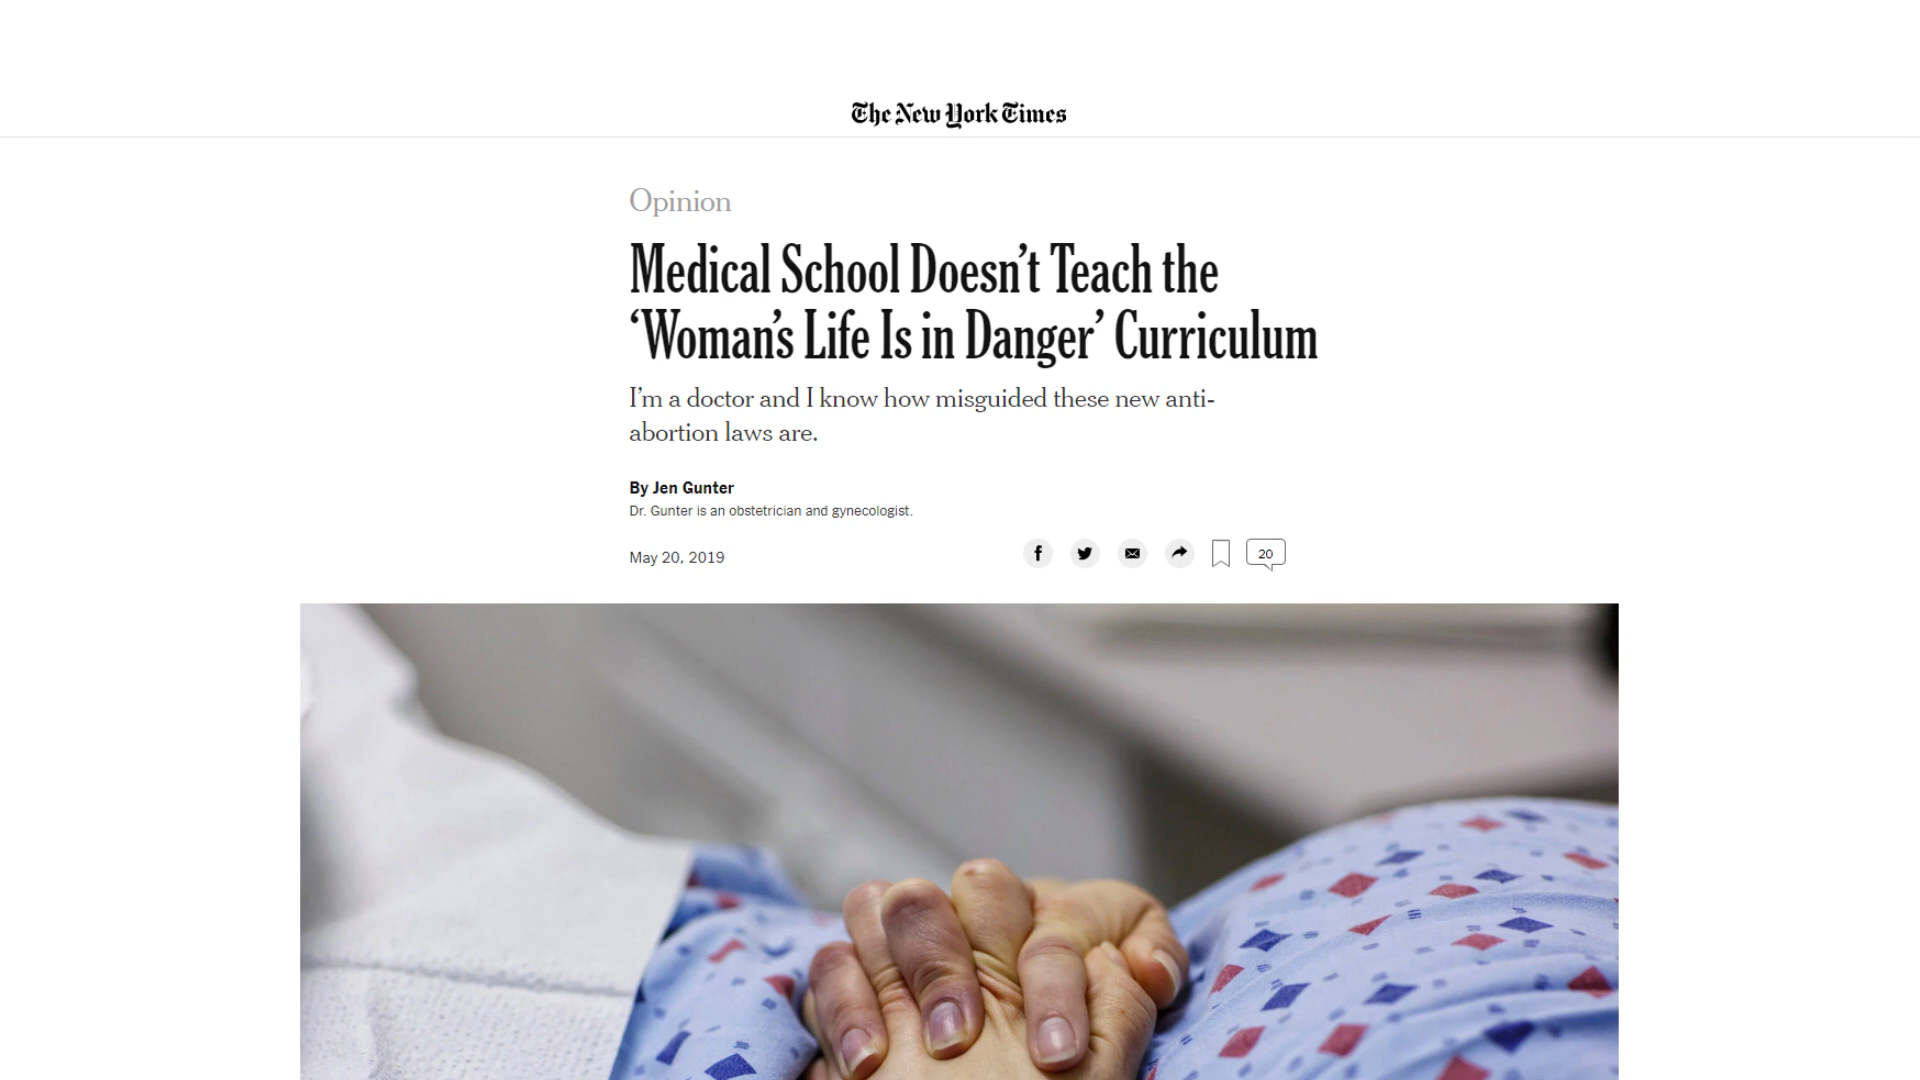 The New York Times
Opinion
Medical School Doesn’t Teach the
‘Woman’s Life Is in Danger’ Curriculum
I’m a doctor and I know how misguided these new anti-
abortion laws are.
By Jen Gunter
Dr. Gunter is an obstetrician and gynecologist.
May 20, 2019
20